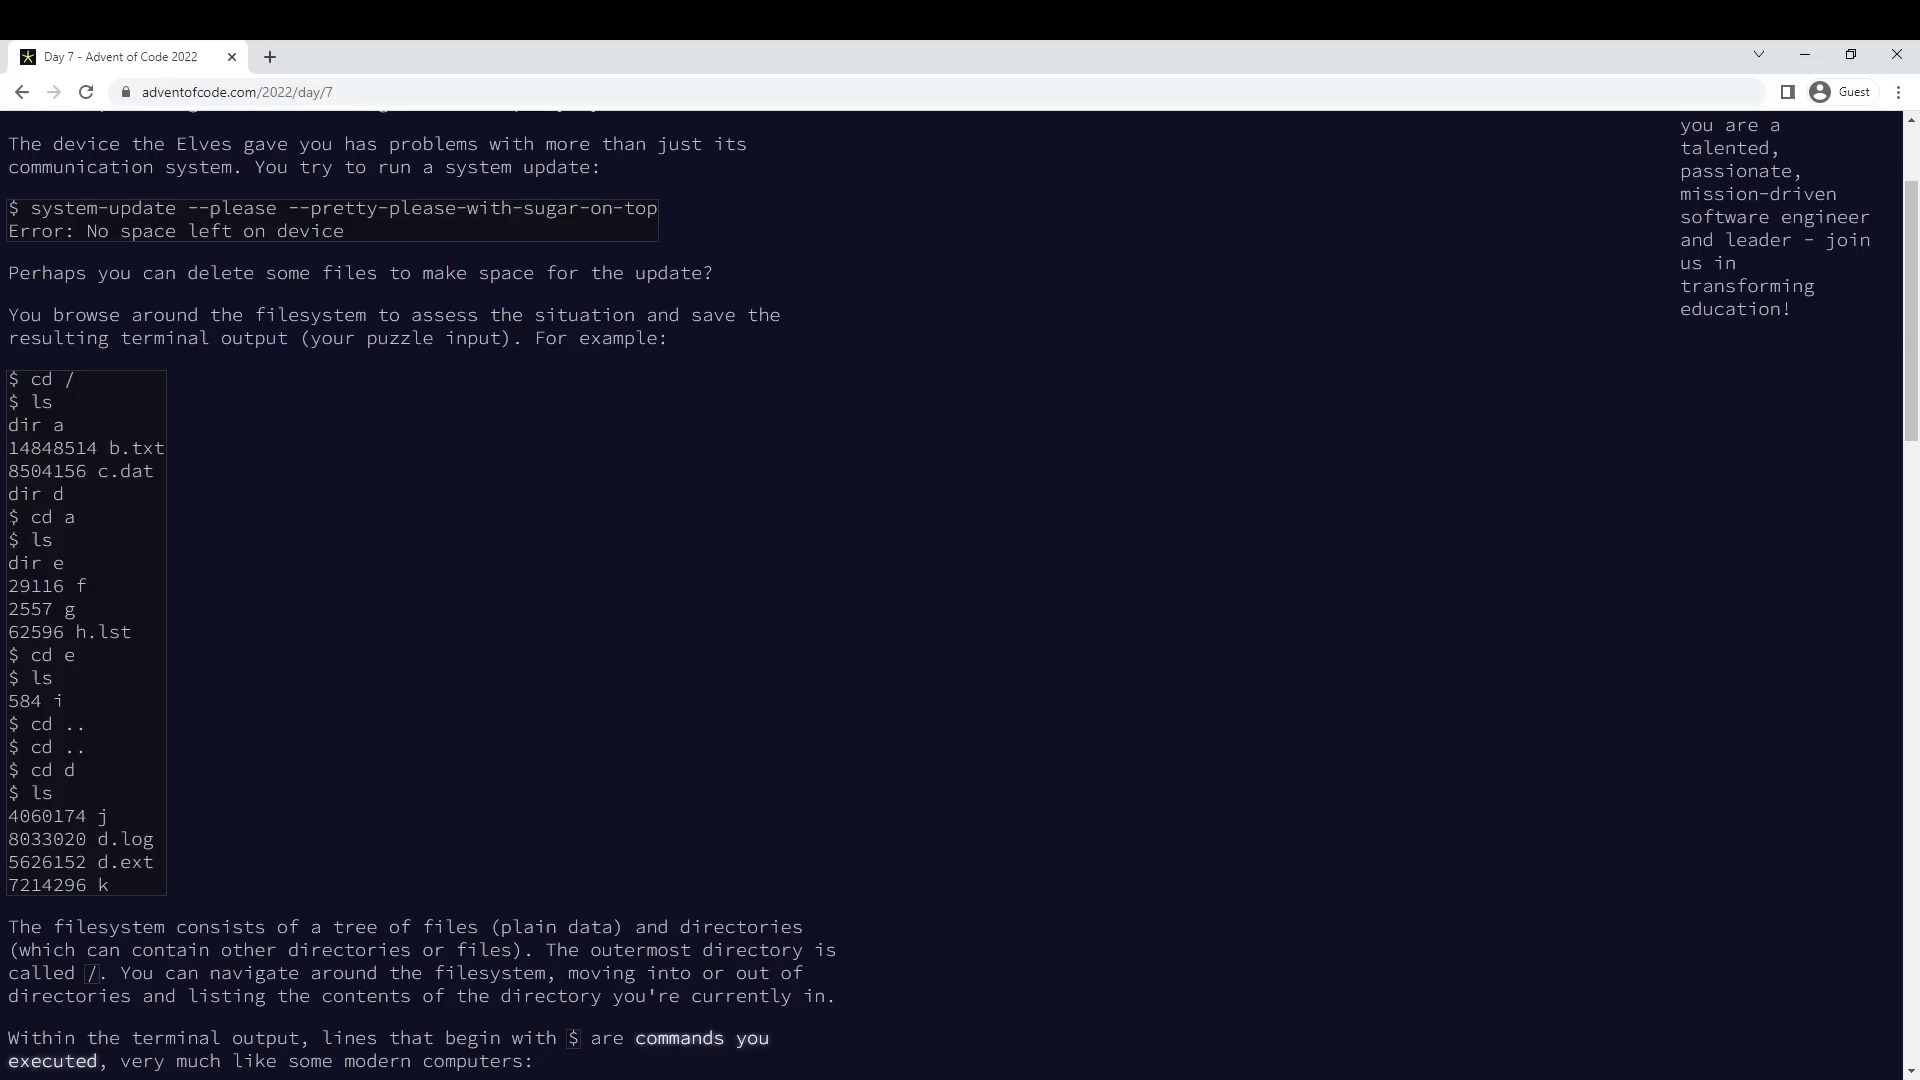 Day 7 - Advent of Code 2022
adventofcode.com/2022/day/7
Guest
The device the Elves gave you has problems with more than just its
communication system. You try to run a system update:
$ system-update --please --pretty-please-with-sugar-on-top
Error: No space left on device
Perhaps you can delete some files to make space for the update?
You browse around the filesystem to assess the situation and save the
resulting terminal output (your puzzle input). For example:
$ cd /
$ ls
dir a
14848514 b.txt
8504156 c.dat
dir d
$ cd a
$ ls
dir e
29116 f
2557 g
62596 h.lst
$ cd e
$ ls
584 i
$ cd ..
$ cd ..
$ cd d
$ ls
4060174 j
8033020 d.log
5626152 d.ext
7214296 k
The filesystem consists of a tree of files (plain data) and directories
(which can contain other directories or files). The outermost directory is
called /. You can navigate around the filesystem, moving into or out of
directories and listing the contents of the directory you're currently in.
Within the terminal output, lines that begin with $ are commands you
executed, very much like some modern computers:
you are a
talented,
passionate,
mission-driven
software engineer
and leader - join
us in
transforming
education!